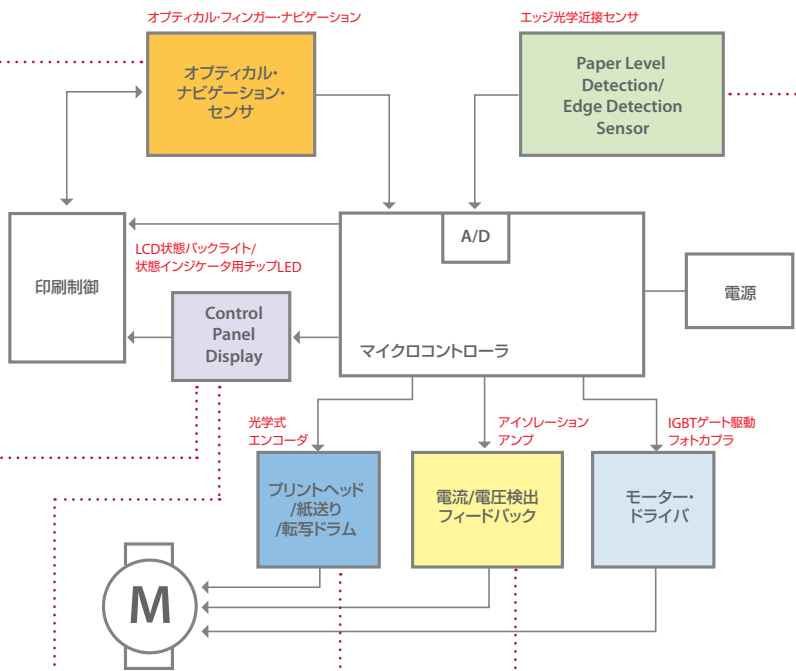 オプティカル・フィンガー・ナビゲーション
エッジ光学近接センサ
オプティカル・
ナビゲーション・
センサ
Paper Level
Detection/
Edge Detection
Sensor
A/D
LCD状態バックライト/
状態インジケータ用チップLED
印刷制御
Control
Panel
Display
マイクロコントローラ
電源
光学式
エンコーダ
アイソレーション
アンプ
IGBTゲート駆動
フォトカプラ
プリントヘッド
/紙送り
/転写ドラム
電流/電圧検出
フィードバック
モーター・
ドライバ
M